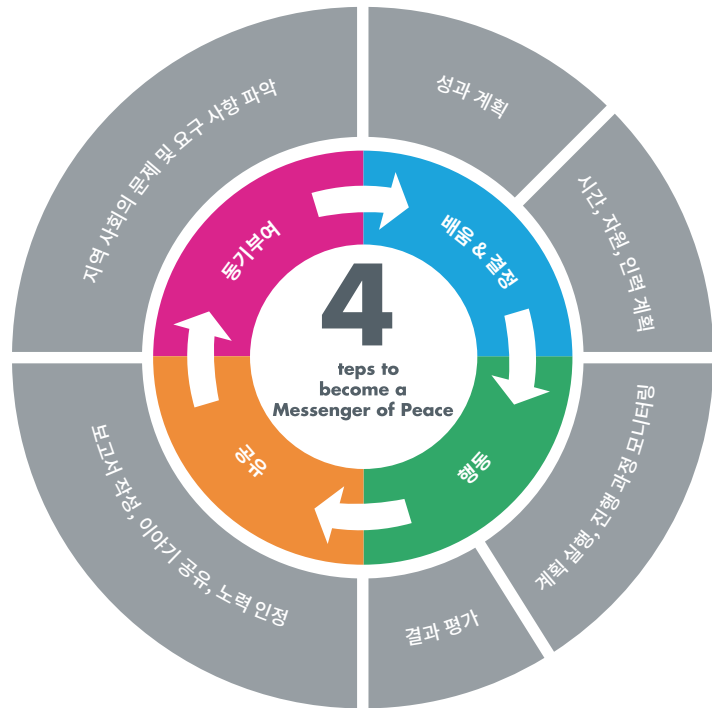 4
teps to
become a
Messenger of Peace
동기부여
배움 & 결정
행동
공유
지역 사회의 문제 및 요구 사항 파악
성과 계획
시간, 자원, 인력 계획
계획 실행, 진행 과정 모니터링
결과 평가
보고서 작성, 이야기 공유, 노력 인정